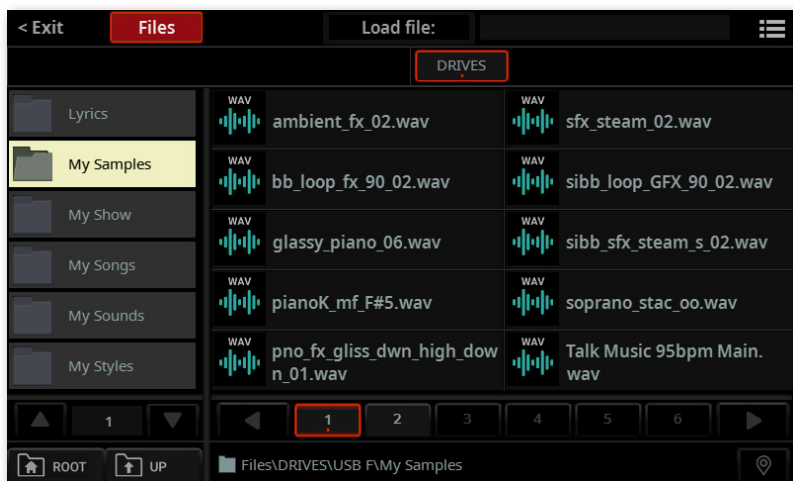 < Exit
Files
Load file:
DRIVES
Lyrics
My Samples
My Show
My Songs
My Sounds
My Styles
WAV
ambient_fx_02.wav
WAV
sfx_steam_02.wav
WAV
bb_loop_fx_90_02.wav
WAV
sibb_loop_GFX_90_02.wav
WAV
glassy_piano_06.wav
WAV
sibb_sfx_steam_s_02.wav
WAV
pianoK_mf_F#5.wav
WAV
soprano_stac_oo.wav
WAV
pno_fx_gliss_dwn_high_dow
n_01.wav
WAV
Talk Music 95bpm Main.
wav
1
1
2
3
4
5
6
ROOT
UP
Files\DRIVES\USB F\My Samples